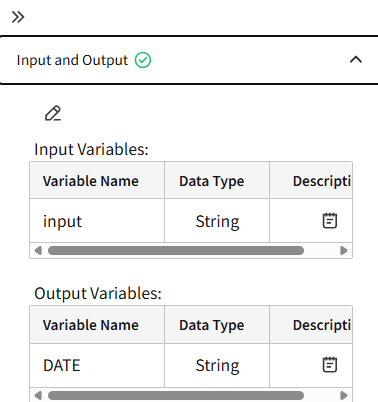 Input and Output
Input Variables:
Variable Name Data Type Descripti
input String
Output Variables:
Variable Name Data Type Descripti
DATE String